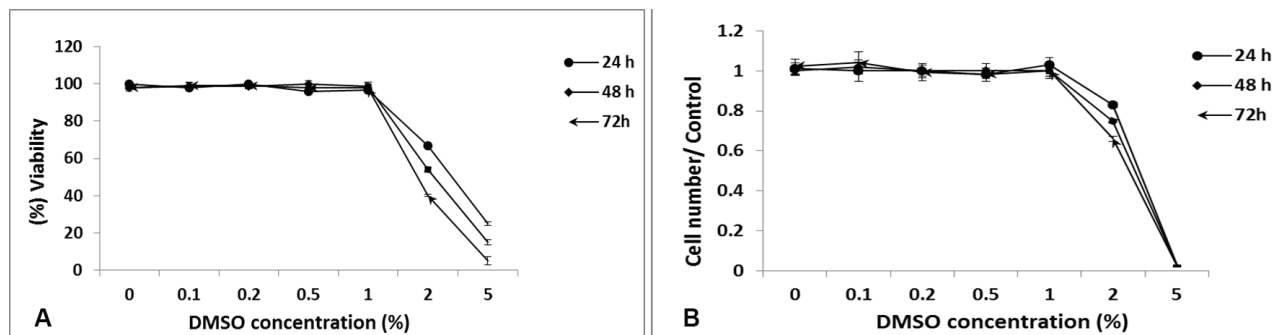 120
100
80
60
40
20
0
(%) Viability
0 0.1 0.2 0.5 1 2 5
DMSO concentration (%)
24 h
48 h
72h
A
1.2
1
0.8
0.6
0.4
0.2
0
Cell number/ Control
0 0.1 0.2 0.5 1 2 5
DMSO concentration (%)
24 h
48 h
72h
B